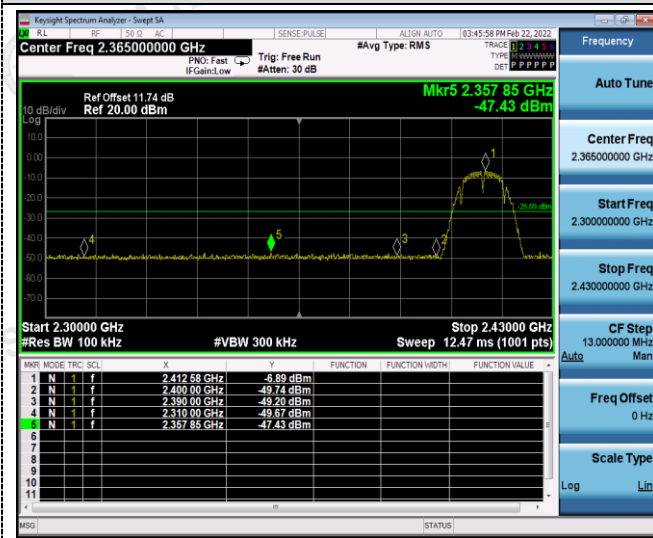 Keysight Spectrum Analyzer - Swept SA
RL RF 50 Ω AC SENSE:PULSE ALIGN AUTO 03:45:58 PM Feb 22, 2022
Center Freq 2.365000000 GHz #Avg Type: RMS TRACE 1 2 3 4 5 6
PNO: Fast Trig: Free Run TYPE M W W W W W
IFGain:Low #Atten: 30 dB DET P P P P P P
Frequency
Mkr5 2.357 85 GHz
-47.43 dBm
Ref Offset 11.74 dB
10 dB/div Ref 20.00 dBm
Log
10.0
0.00
-10.0
-20.0
-30.0
-40.0
-50.0
-60.0
-70.0
1
-26.89 dBm
4
5
3
2
Start 2.30000 GHz Stop 2.43000 GHz
#Res BW 100 kHz #VBW 300 kHz Sweep 12.47 ms (1001 pts)
MKR MODE TRC SCL X Y FUNCTION FUNCTION WIDTH FUNCTION VALUE
1 N 1 f 2.412 58 GHz -6.89 dBm
2 N 1 f 2.400 00 GHz -49.74 dBm
3 N 1 f 2.390 00 GHz -49.20 dBm
4 N 1 f 2.310 00 GHz -49.67 dBm
5 N 1 f 2.357 85 GHz -47.43 dBm
6
7
8
9
10
11
MSG STATUS
Auto Tune
Center Freq
2.365000000 GHz
Start Freq
2.300000000 GHz
Stop Freq
2.430000000 GHz
CF Step
13.000000 MHz
Auto Man
Freq Offset
0 Hz
Scale Type
Log Lin